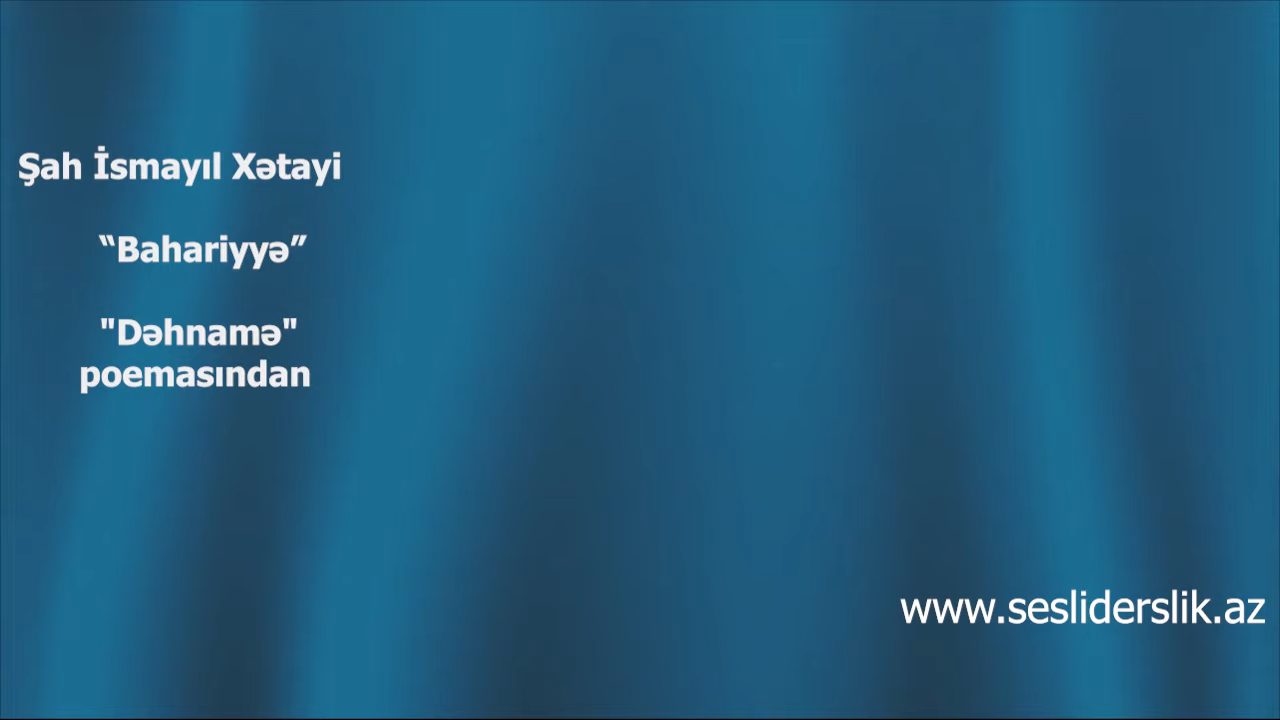 Şah İsmayıl Xətayi
“Bahariyyə”
"Dəhnamə"
poemasından
www.sesliderslik.az